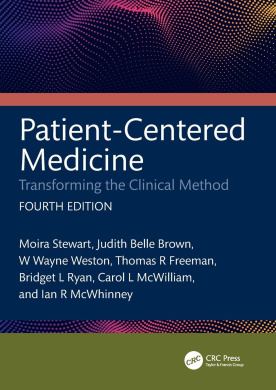 Patient-Centered
Medicine
Transforming the Clinical Method
FOURTH EDITION
Moira Stewart, Judith Belle Brown,
W Wayne Weston, Thomas R Freeman,
Bridget L Ryan, Carol L McWilliam,
and Ian R McWhinney
CRC
CRC Press
Taylor & Francis Group